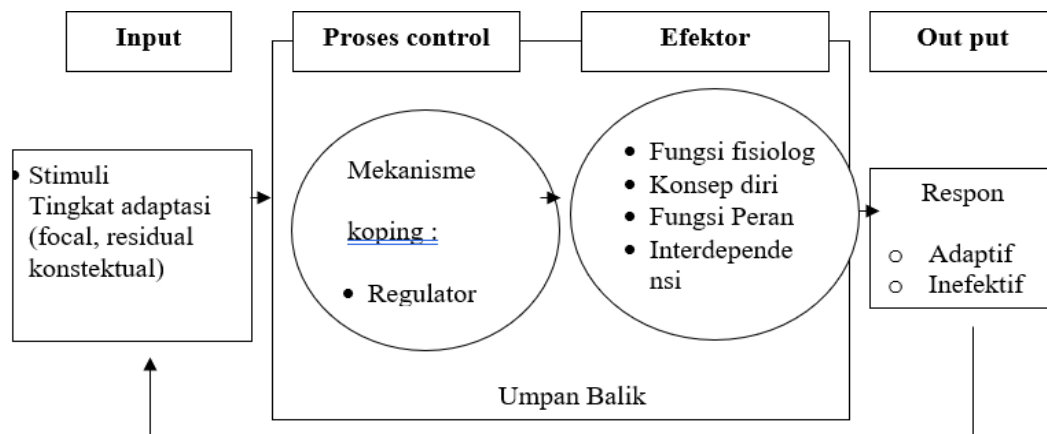 Input
Proses control
Efektor
Out put
• Stimuli
Tingkat adaptasi
(focal, residual
konstektual)
Mekanisme
koping :
• Regulator
• Fungsi fisiolog
• Konsep diri
• Fungsi Peran
• Interdepende
nsi
Respon
o Adaptif
o Inefektif
Umpan Balik